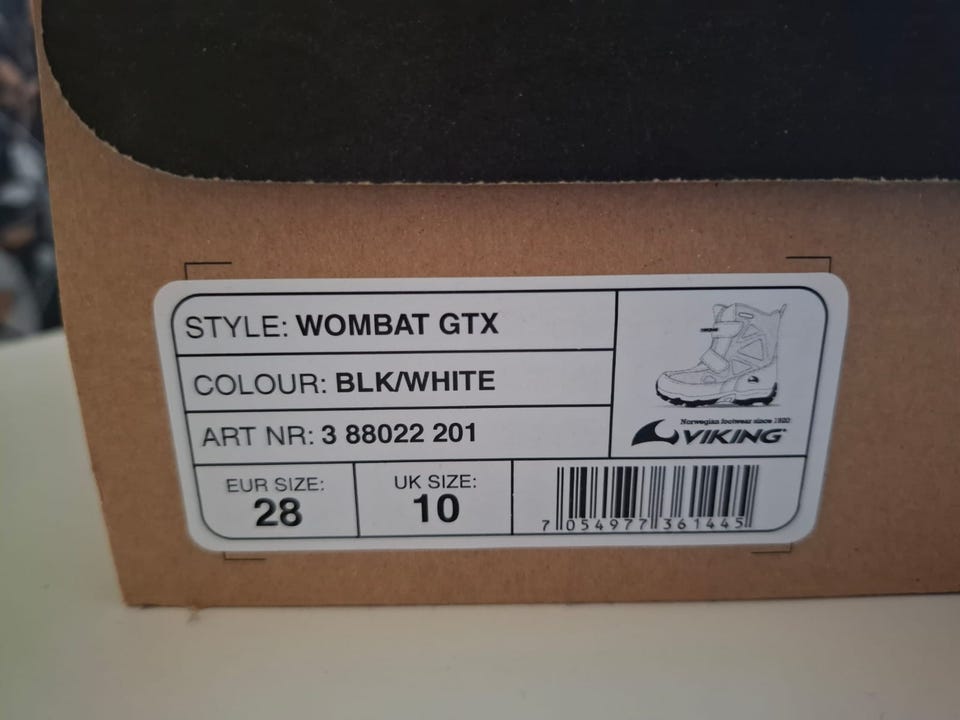 STYLE: WOMBAT GTX
COLOUR: BLK/WHITE
ART NR: 3 88022 201
Norwegian footwear since 1920
VIKING
EUR SIZE:
28
UK SIZE:
10
7 054977 361445